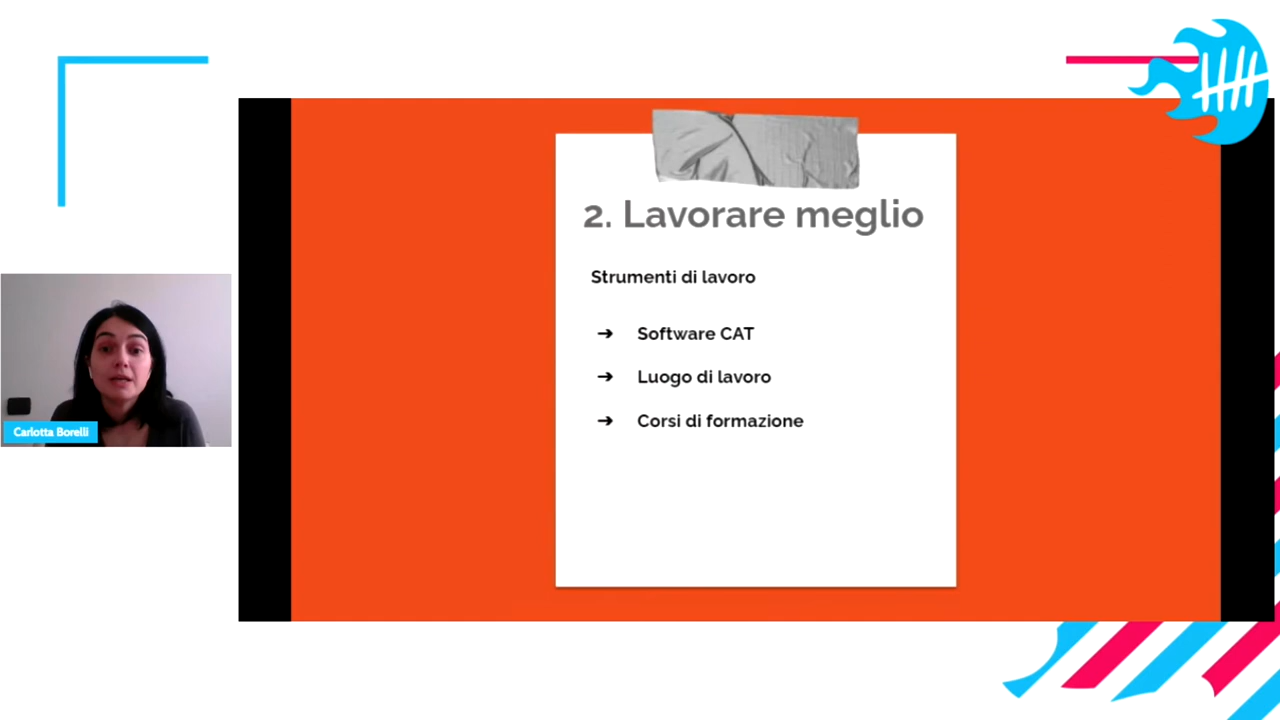 2. Lavorare meglio
Strumenti di lavoro
➔ Software CAT
➔ Luogo di lavoro
➔ Corsi di formazione
Carlotta Borelli